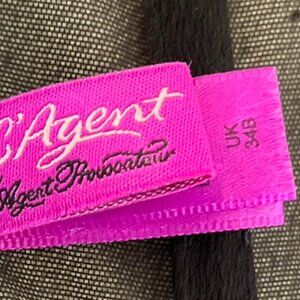 L'Agent
Agent Provocateur
UK
34B